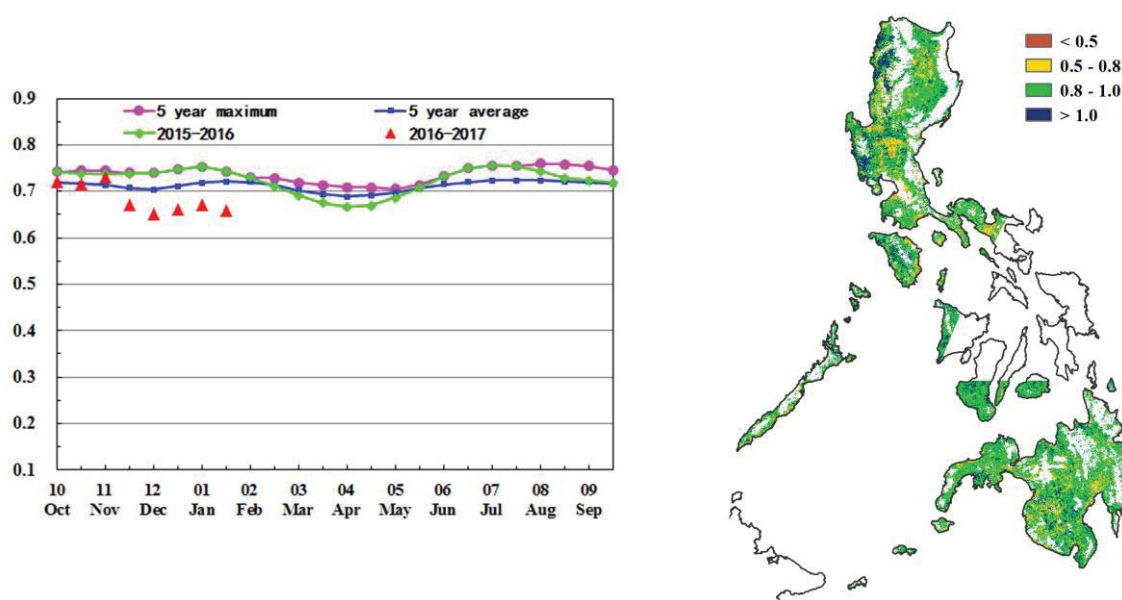 5 year maximum
5 year average
2015-2016
2016-2017
0.9
0.8
0.7
0.6
0.5
0.4
0.3
0.2
0.1
10 11 12 01 02 03 04 05 06 07 08 09
Oct Nov Dec Jan Feb Mar Apr May Jun Jul Aug Sep
< 0.5
0.5 - 0.8
0.8 - 1.0
> 1.0